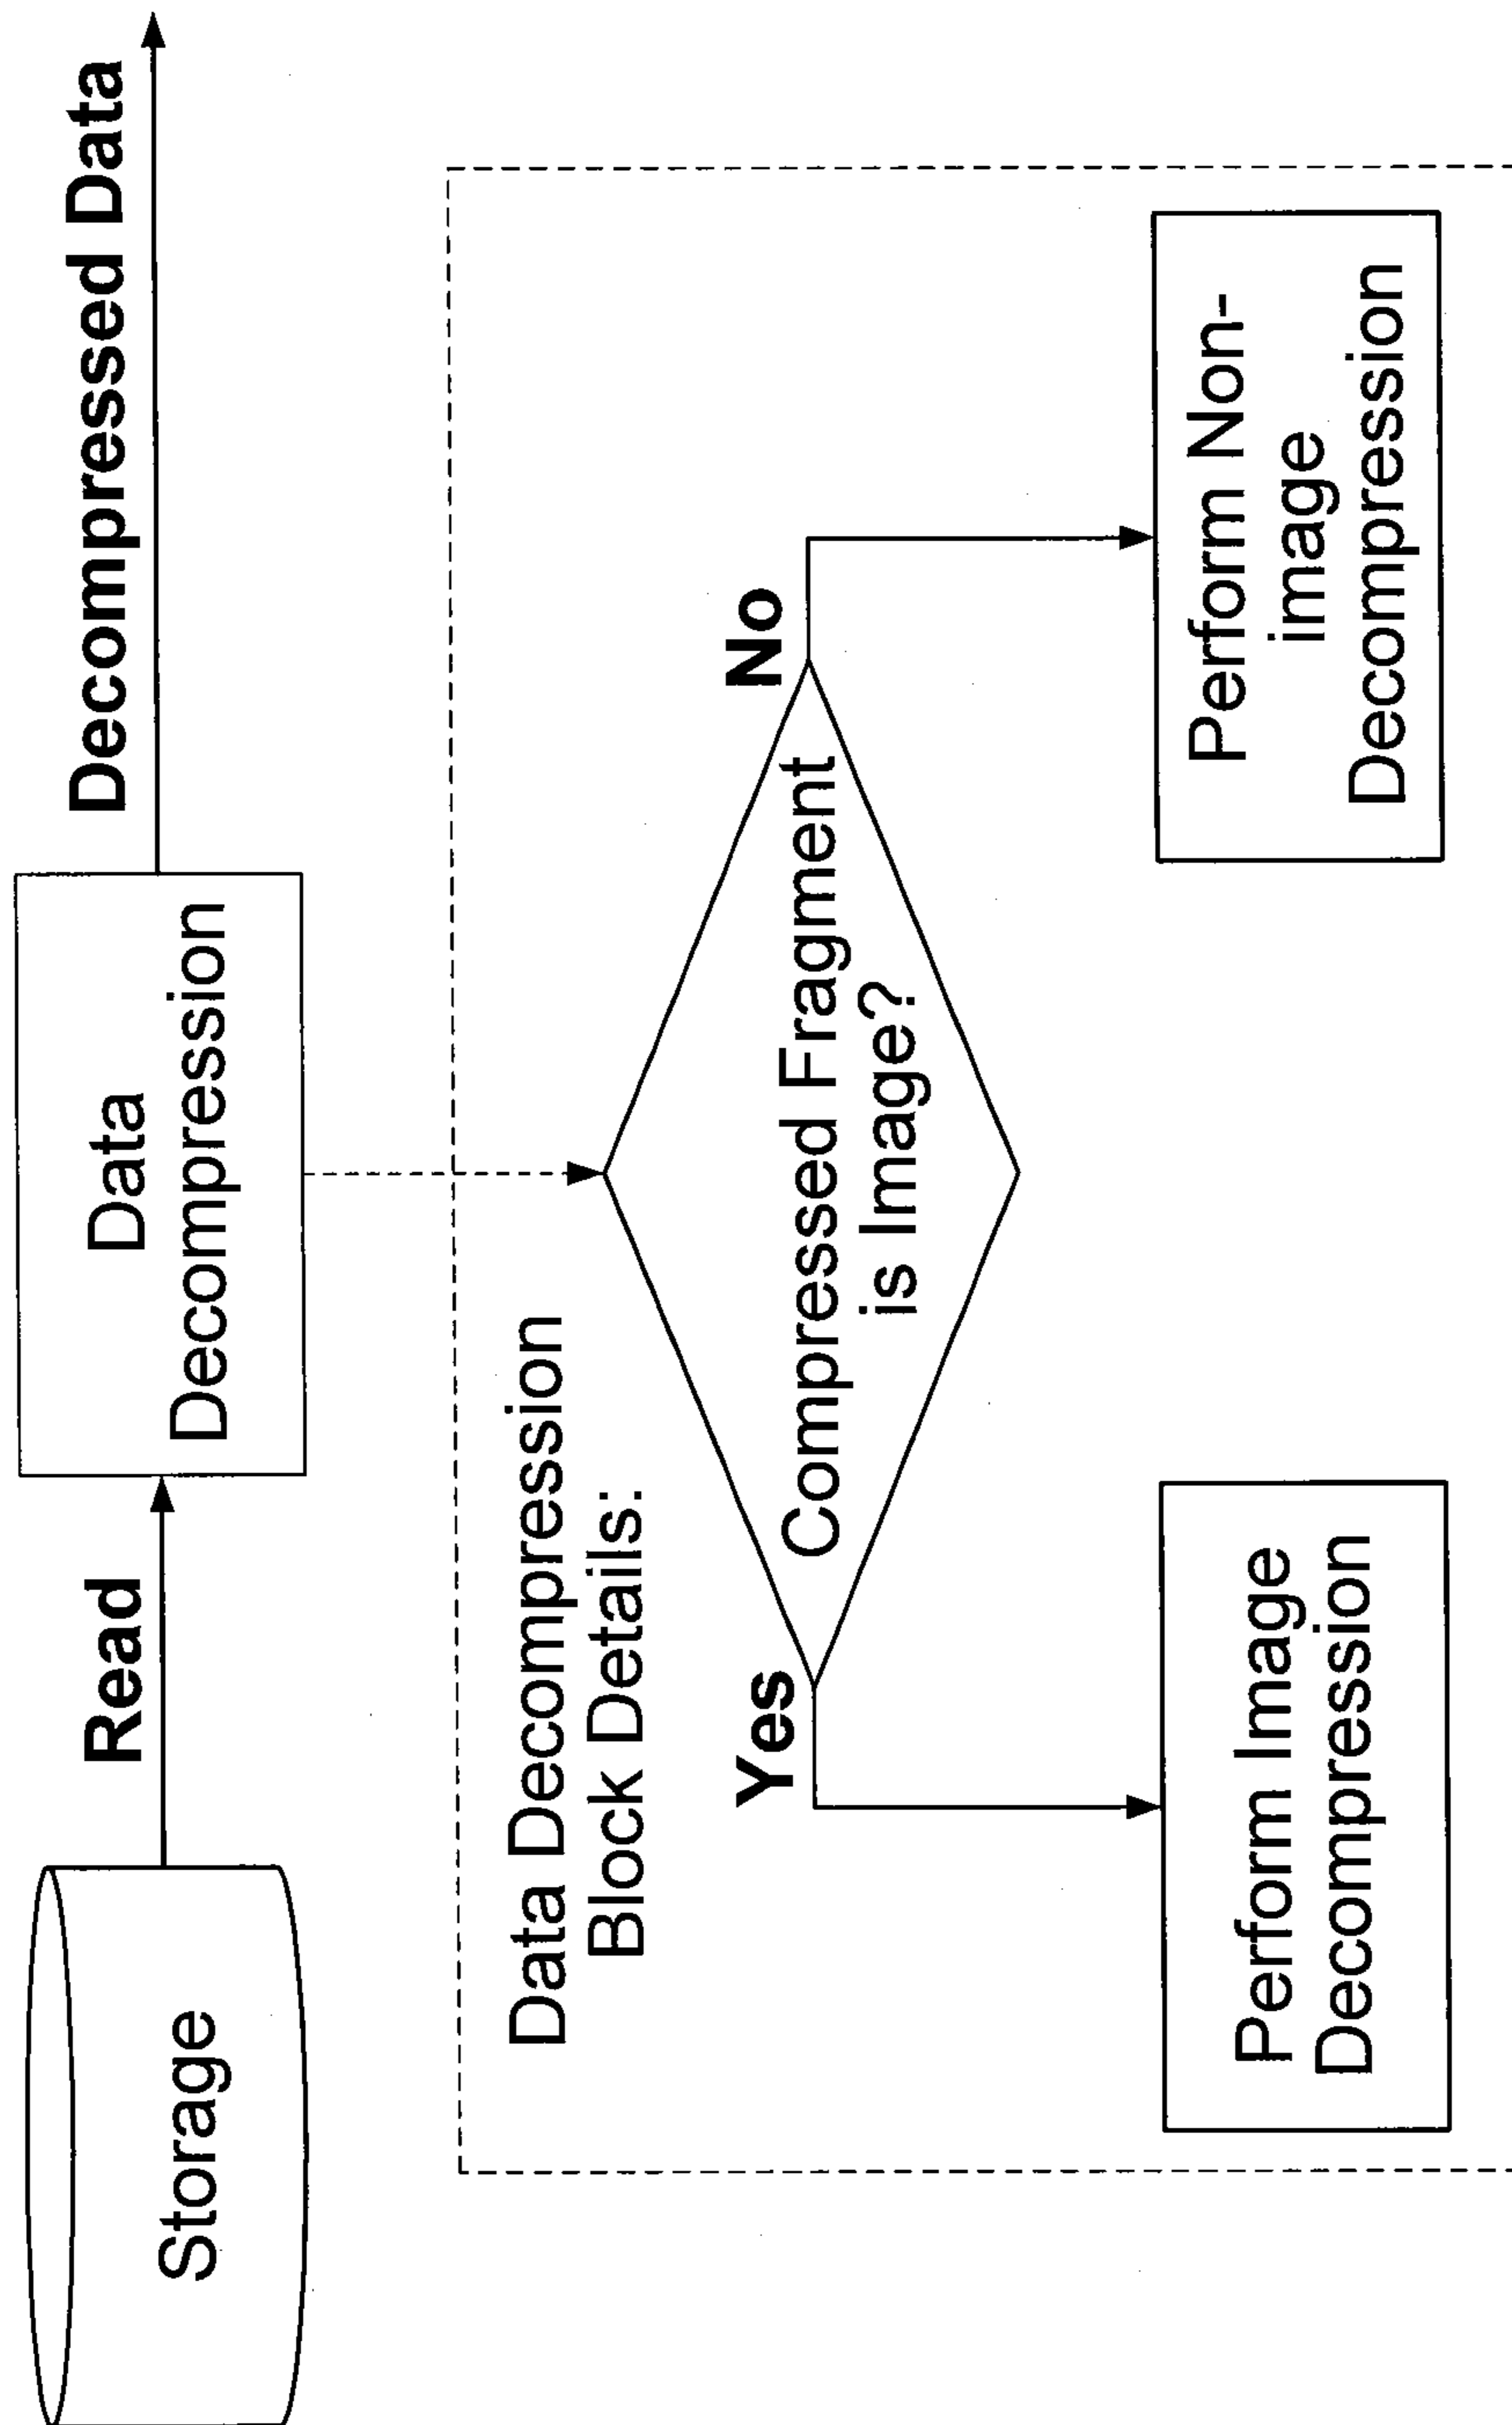 Storage
Read
Data
Decompression
Decompressed Data
Data Decompression
Block Details:
Yes
Compressed Fragment
is Image?
No
Perform Image
Decompression
Perform Non-
image
Decompression